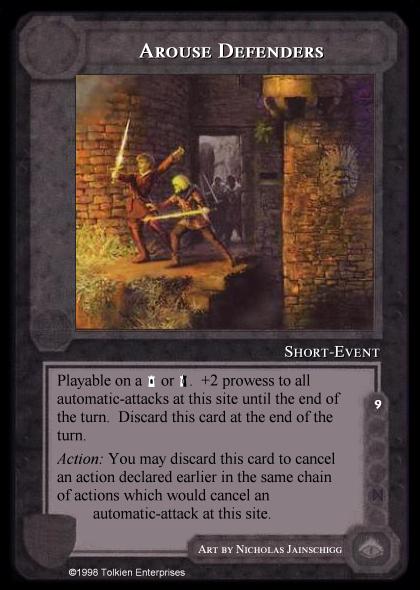 AROUSE DEFENDERS
SHORT-EVENT
Playable on a or . +2 prowess to all
automatic-attacks at this site until the end of
the turn. Discard this card at the end of the
turn.
9
Action: You may discard this card to cancel
an action declared earlier in the same chain
of actions which would cancel an
automatic-attack at this site.
ART BY NICHOLAS JAINSCHIGG
©1998 Tolkien Enterprises